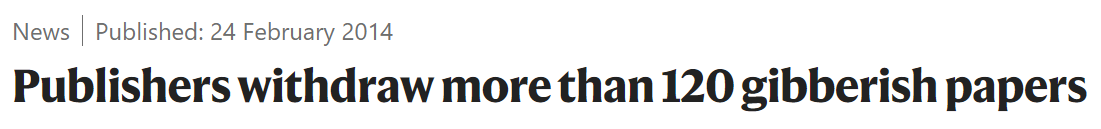 News | Published: 24 February 2014
Publishers withdraw more than 120 gibberish papers